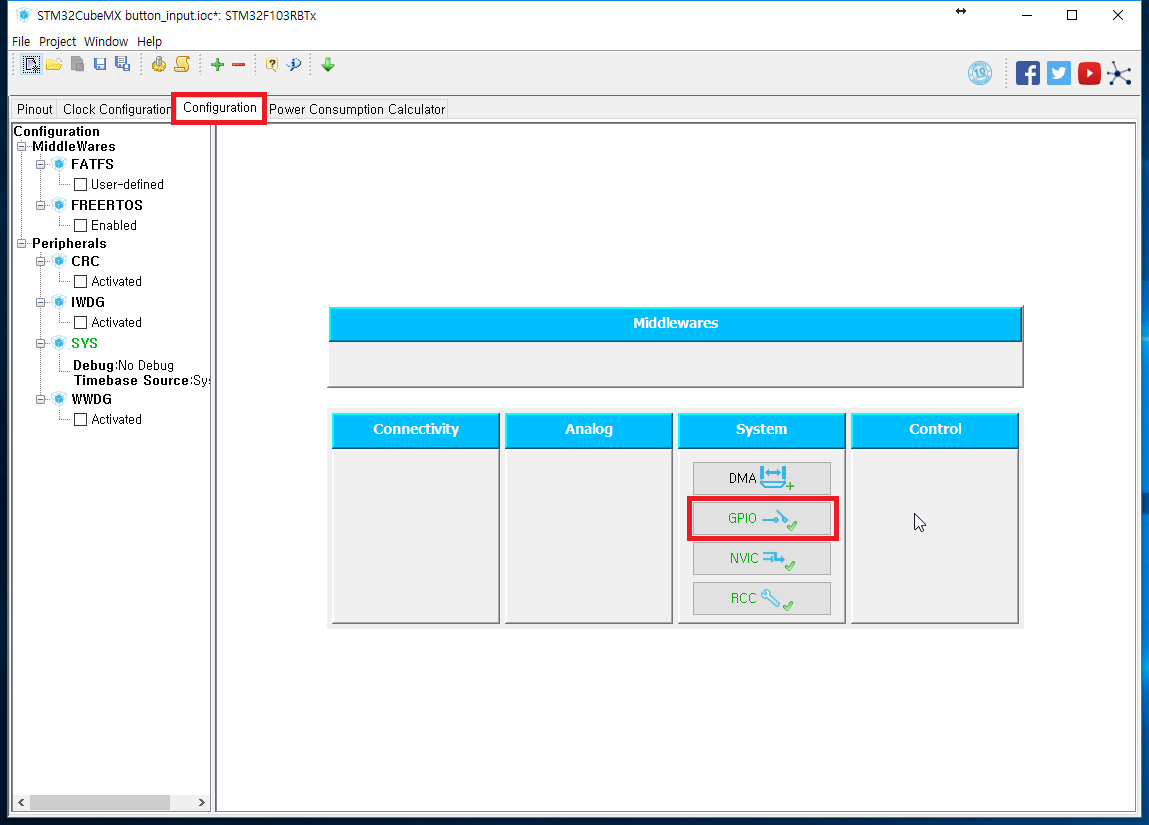 STM32CubeMX button_input.ioc*: STM32F103RBTx
File Project Window Help
10
Pinout Clock Configuration Configuration Power Consumption Calculator
Configuration
MiddleWares
FATFS
User-defined
FREERTOS
Enabled
Peripherals
CRC
Activated
IWDG
Activated
SYS
Debug:No Debug
Timebase Source:Sys
WWDG
Activated
Middlewares
Connectivity Analog System Control
DMA
GPIO
NVIC
RCC